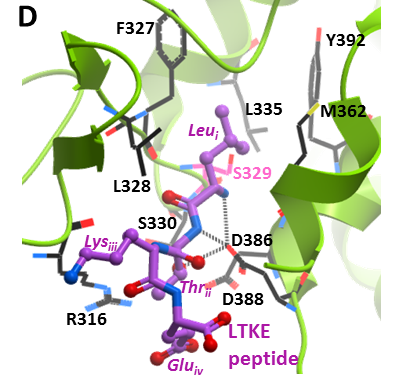 D
F327
Y392
L335
M362
Leui
S329
L328
S330
D386
Lysiii
Thrii
D388
R316
LTKE
peptide
Gluiv